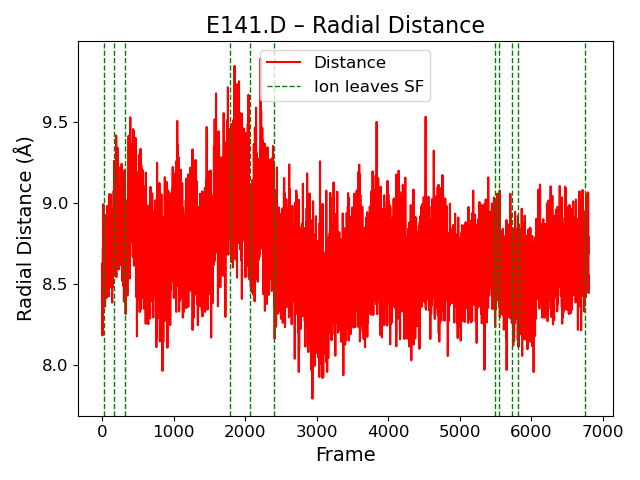 E141.D – Radial Distance
Distance
Ion leaves SF
Radial Distance (Å)
9.5
9.0
8.5
8.0
0 1000 2000 3000 4000 5000 6000 7000
Frame